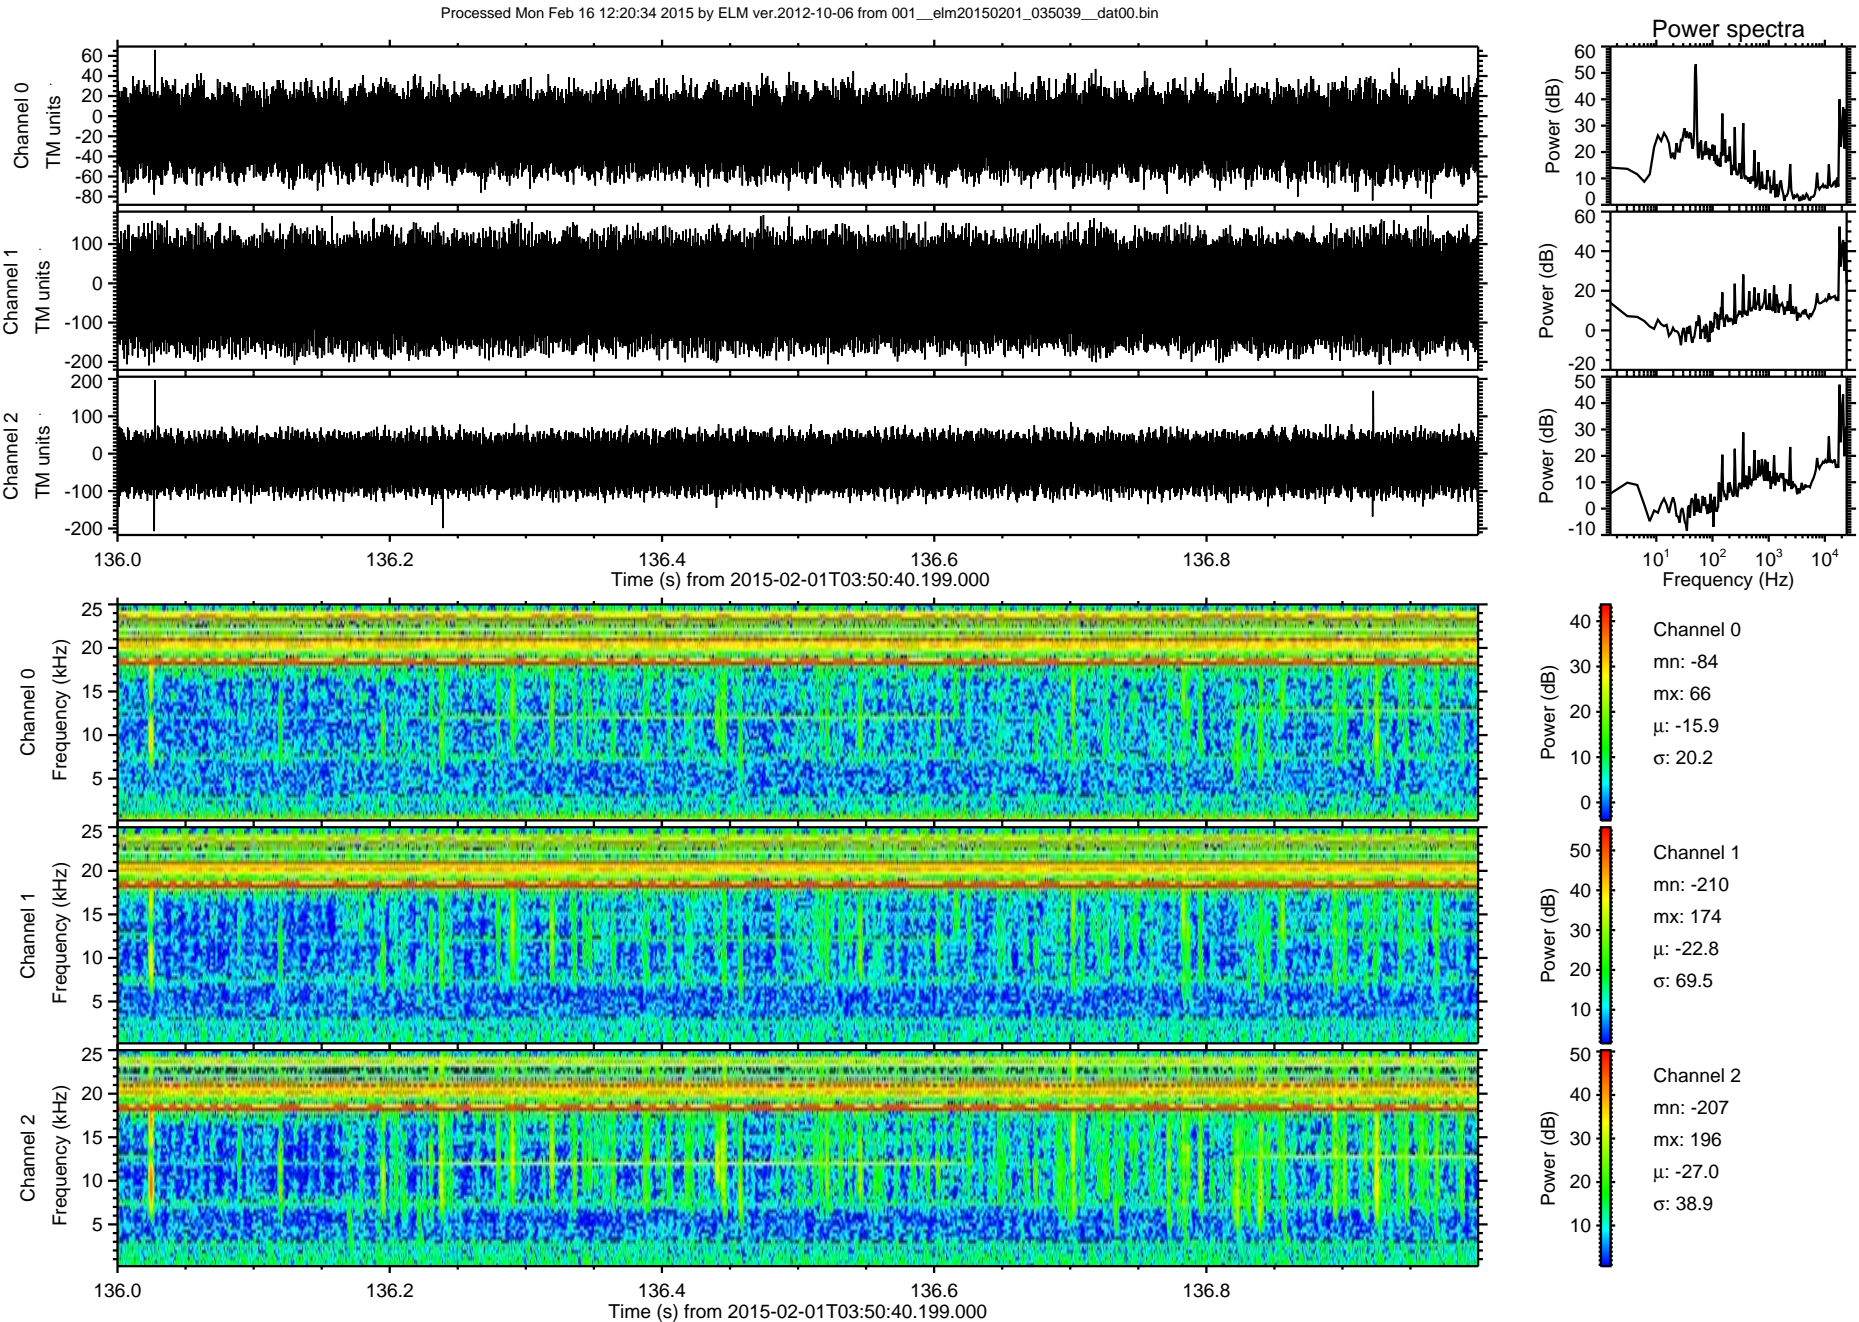 Processed Mon Feb 16 12:20:34 2015 by ELM ver.2012-10-06 from 001__elm20150201_035039__dat00.bin
Power spectra
Channel 0
TM units
60
40
20
0
-20
-40
-60
-80
Power (dB)
60
50
40
30
20
10
0
Channel 1
TM units
100
0
-100
-200
Power (dB)
60
40
20
0
-20
Channel 2
TM units
200
100
0
-100
-200
Power (dB)
50
40
30
20
10
0
-10
136.0 136.2 136.4 136.6 136.8
Time (s) from 2015-02-01T03:50:40.199.000
10^1 10^2 10^3 10^4
Frequency (Hz)
Channel 0
Frequency (kHz)
25
20
15
10
5
Power (dB)
40
30
20
10
0
Channel 0
mn: -84
mx: 66
µ: -15.9
σ: 20.2
Channel 1
Frequency (kHz)
25
20
15
10
5
Power (dB)
50
40
30
20
10
Channel 1
mn: -210
mx: 174
µ: -22.8
σ: 69.5
Channel 2
Frequency (kHz)
25
20
15
10
5
Power (dB)
50
40
30
20
10
Channel 2
mn: -207
mx: 196
µ: -27.0
σ: 38.9
136.0 136.2 136.4 136.6 136.8
Time (s) from 2015-02-01T03:50:40.199.000